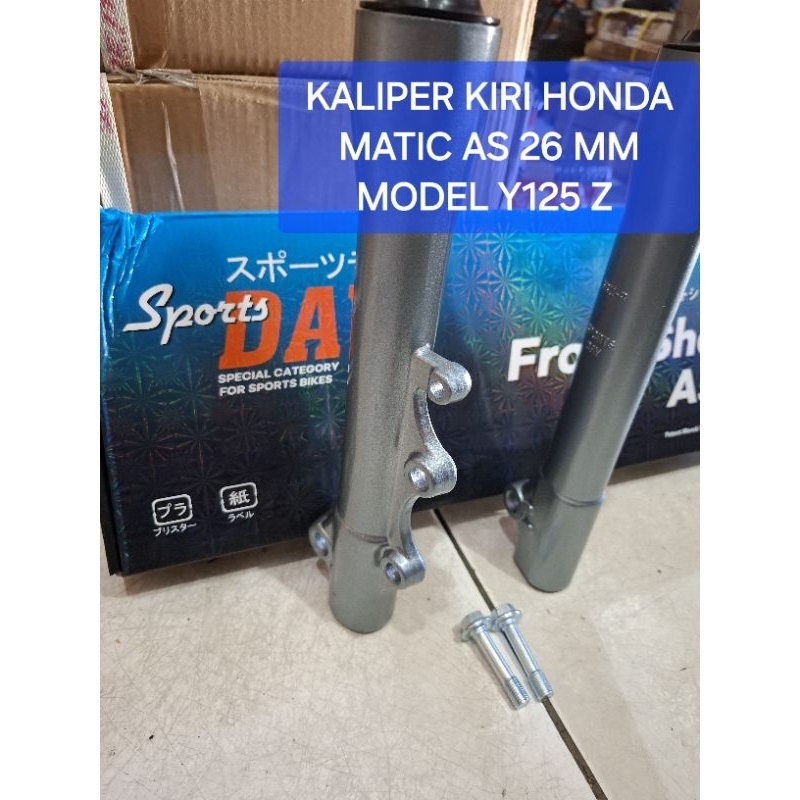 KALIPER KIRI HONDA
MATIC AS 26 MM
MODEL Y125 Z
スポーツ
Sports
DA
SPECIAL CATEGORY
FOR SPORTS BIKES
プラ
ブリスター
紙
ラベル
Fro
Sho
A